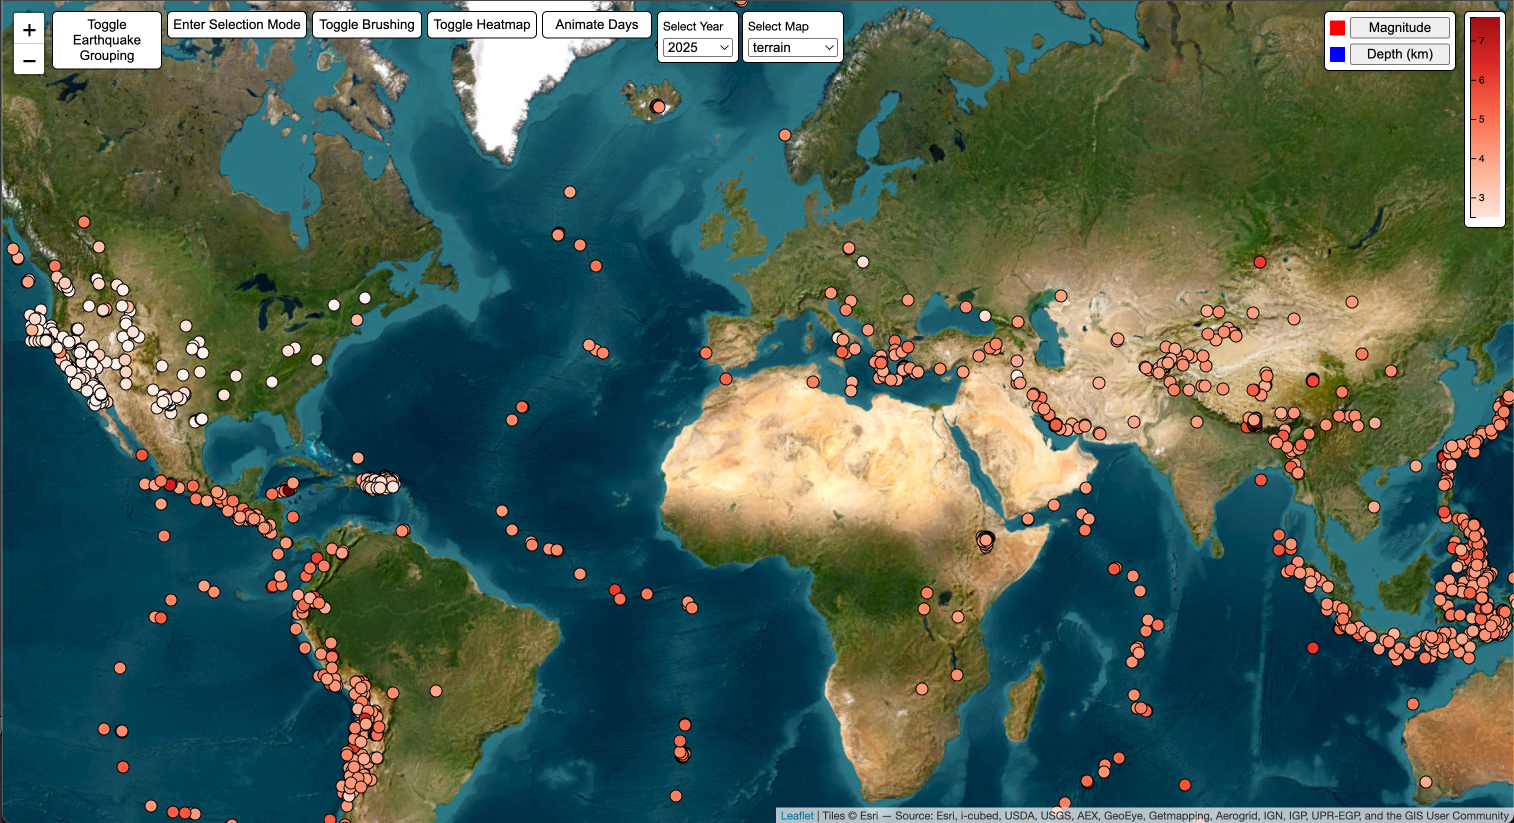 +
−
Toggle
Earthquake
Grouping
Enter Selection Mode
Toggle Brushing
Toggle Heatmap
Animate Days
Select Year
2025
Select Map
terrain
Magnitude
Depth (km)
7
6
5
4
3
Leaflet | Tiles © Esri — Source: Esri, i-cubed, USDA, USGS, AEX, GeoEye, Getmapping, Aerogrid, IGN, IGP, UPR-EGP, and the GIS User Community